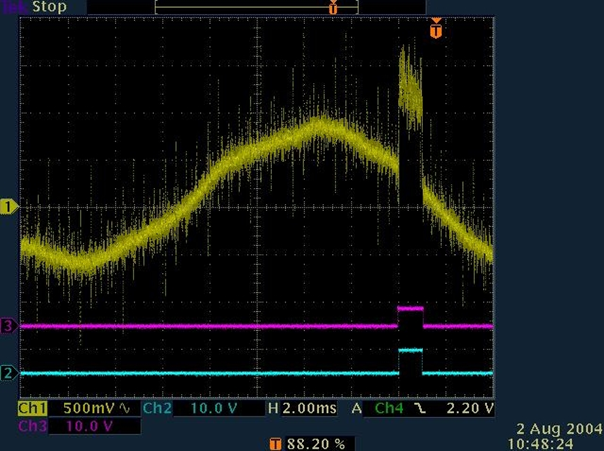 Tek Stop
T
T
1
3
2
Ch1 500mV∿ Ch2 10.0 V H 2.00ms A Ch4 2.20 V
Ch3 10.0 V
T 88.20 %
2 Aug 2004
10:48:24